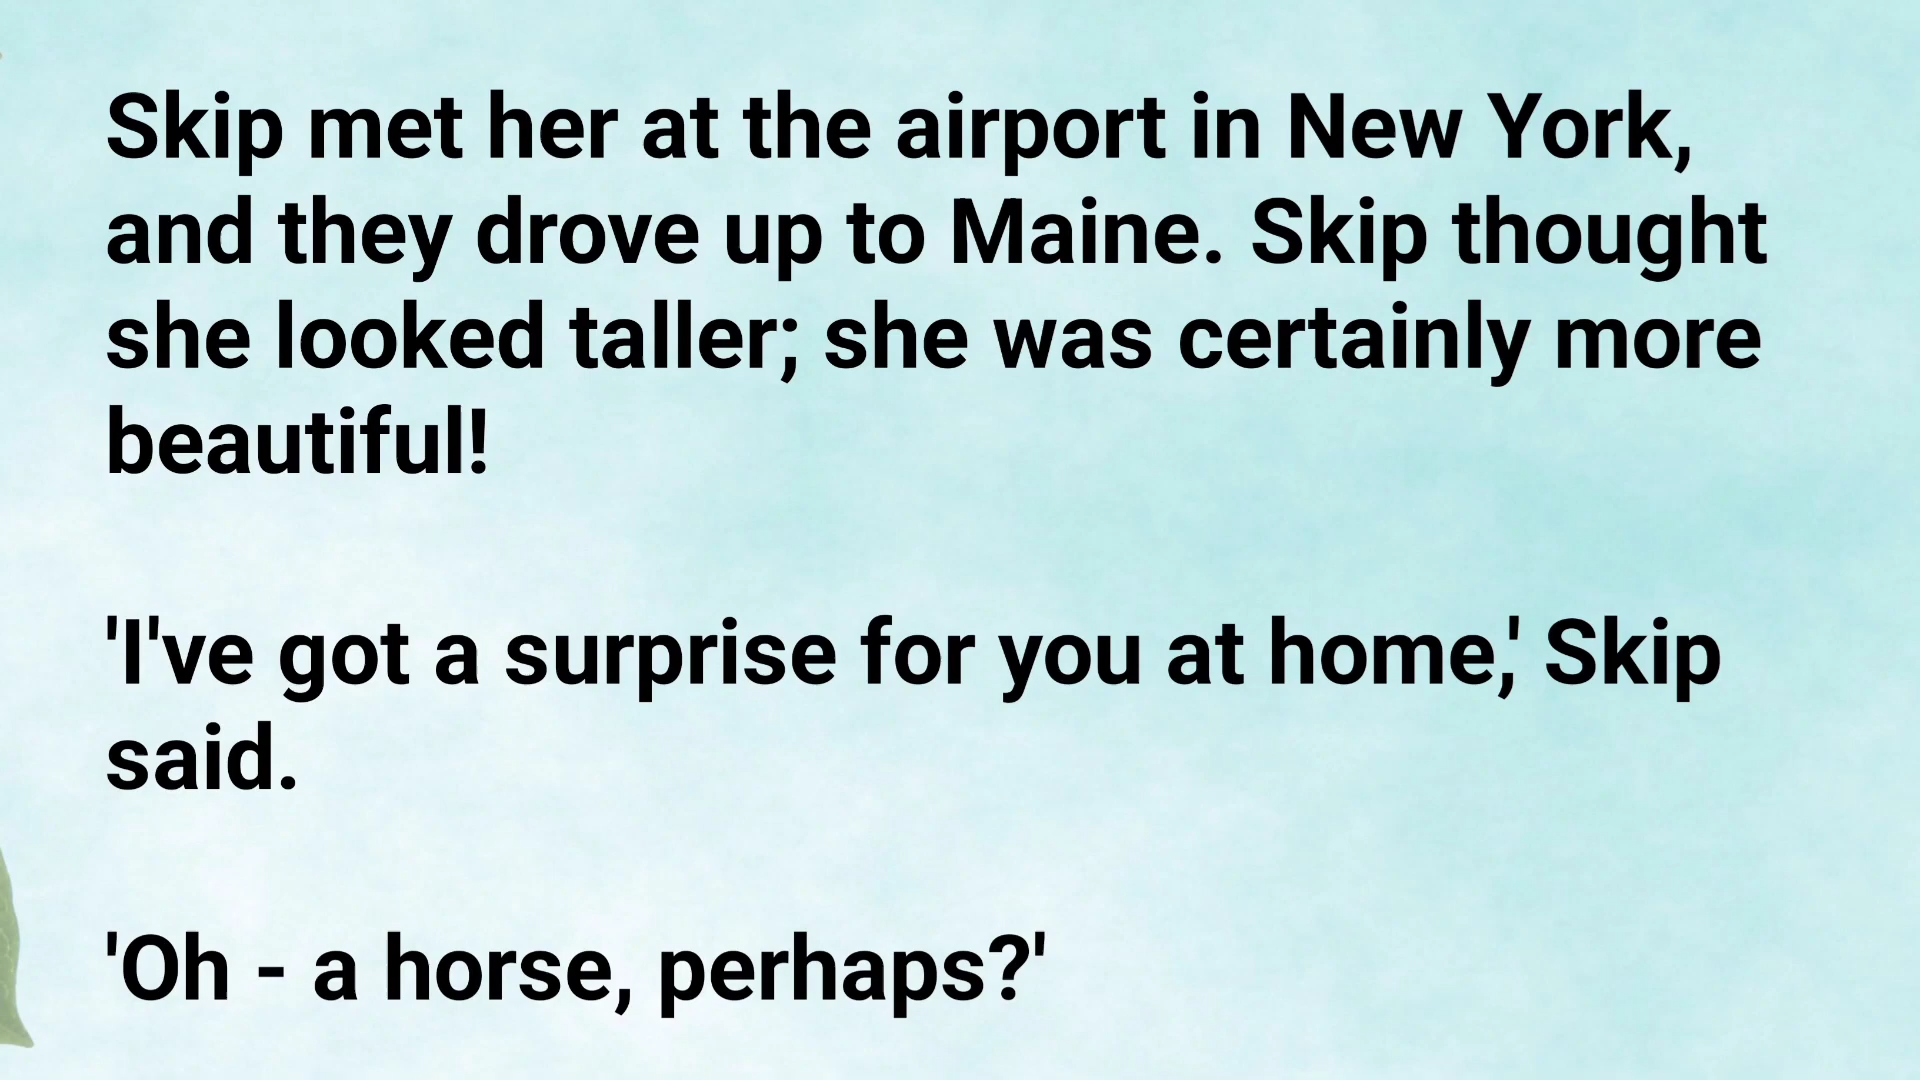 Skip met her at the airport in New York,
and they drove up to Maine. Skip thought
she looked taller; she was certainly more
beautiful!
'I've got a surprise for you at home,' Skip
said.
'Oh - a horse, perhaps?'